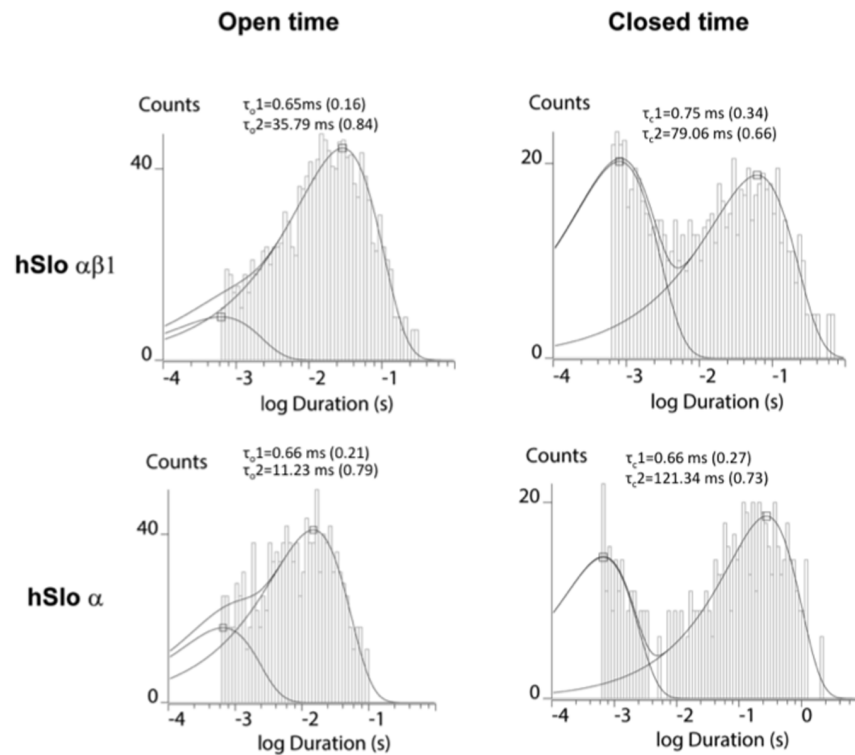 Open time
Closed time
hSlo αβ1
Counts
τo1=0.65ms (0.16)
τo2=35.79 ms (0.84)
40
0
-4 -3 -2 -1
log Duration (s)
Counts
τc1=0.75 ms (0.34)
τc2=79.06 ms (0.66)
20
0
-4 -3 -2 -1
log Duration (s)
hSlo α
Counts
τo1=0.66 ms (0.21)
τo2=11.23 ms (0.79)
40
0
-4 -3 -2 -1
log Duration (s)
Counts
τc1=0.66 ms (0.27)
τc2=121.34 ms (0.73)
20
0
-4 -3 -2 -1 0
log Duration (s)